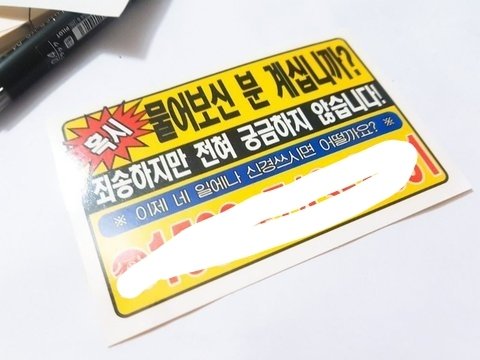 혹시 물어보신 분 계십니까?
죄송하지만 전혀 궁금하지 않습니다!
※ 이제 네 일에나 신경쓰시면 어떨까요? ※